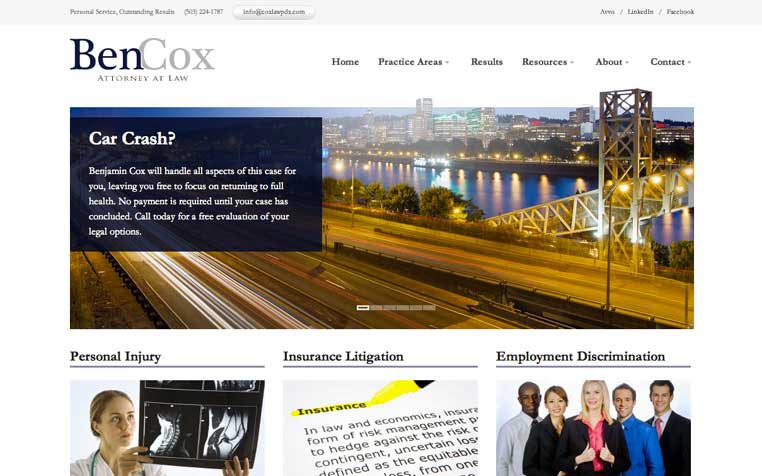 Personal Service, Outstanding Results (503) 224-1787 info@coxlawpdx.com Avvo / LinkedIn / Facebook
BenCox
Attorney at Law
Home Practice Areas Results Resources About Contact
Car Crash?
Benjamin Cox will handle all aspects of this case for
you, leaving you free to focus on returning to full
health. No payment is required until your case has
concluded. Call today for a free evaluation of your
legal options.
Personal Injury Insurance Litigation Employment Discrimination
Insurance
In law and economics, insura
form of risk management p
to hedge against the risk o
contingent, uncertain loss
defined as the equitable
loss, from one